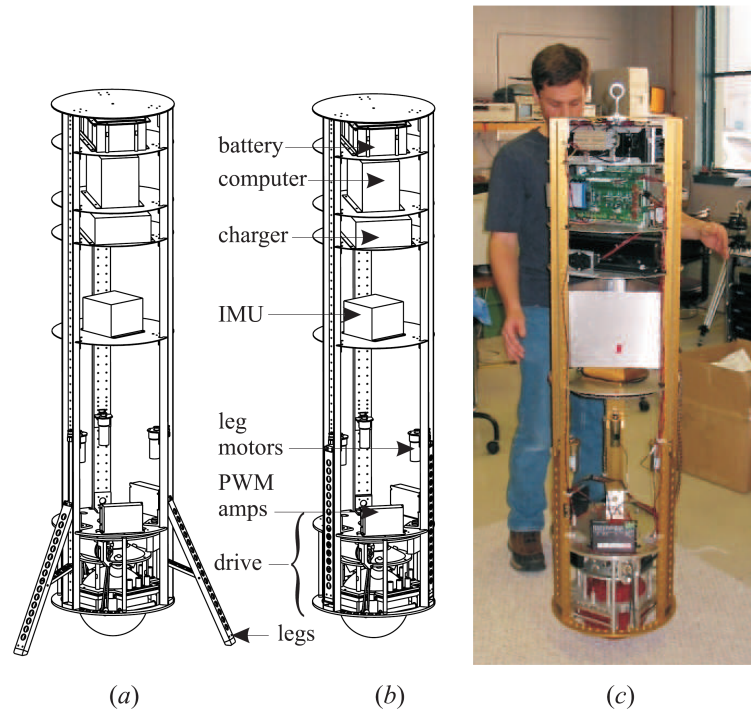 battery
computer
charger
IMU
leg
motors
PWM
amps
drive
legs
(a)
(b)
(c)